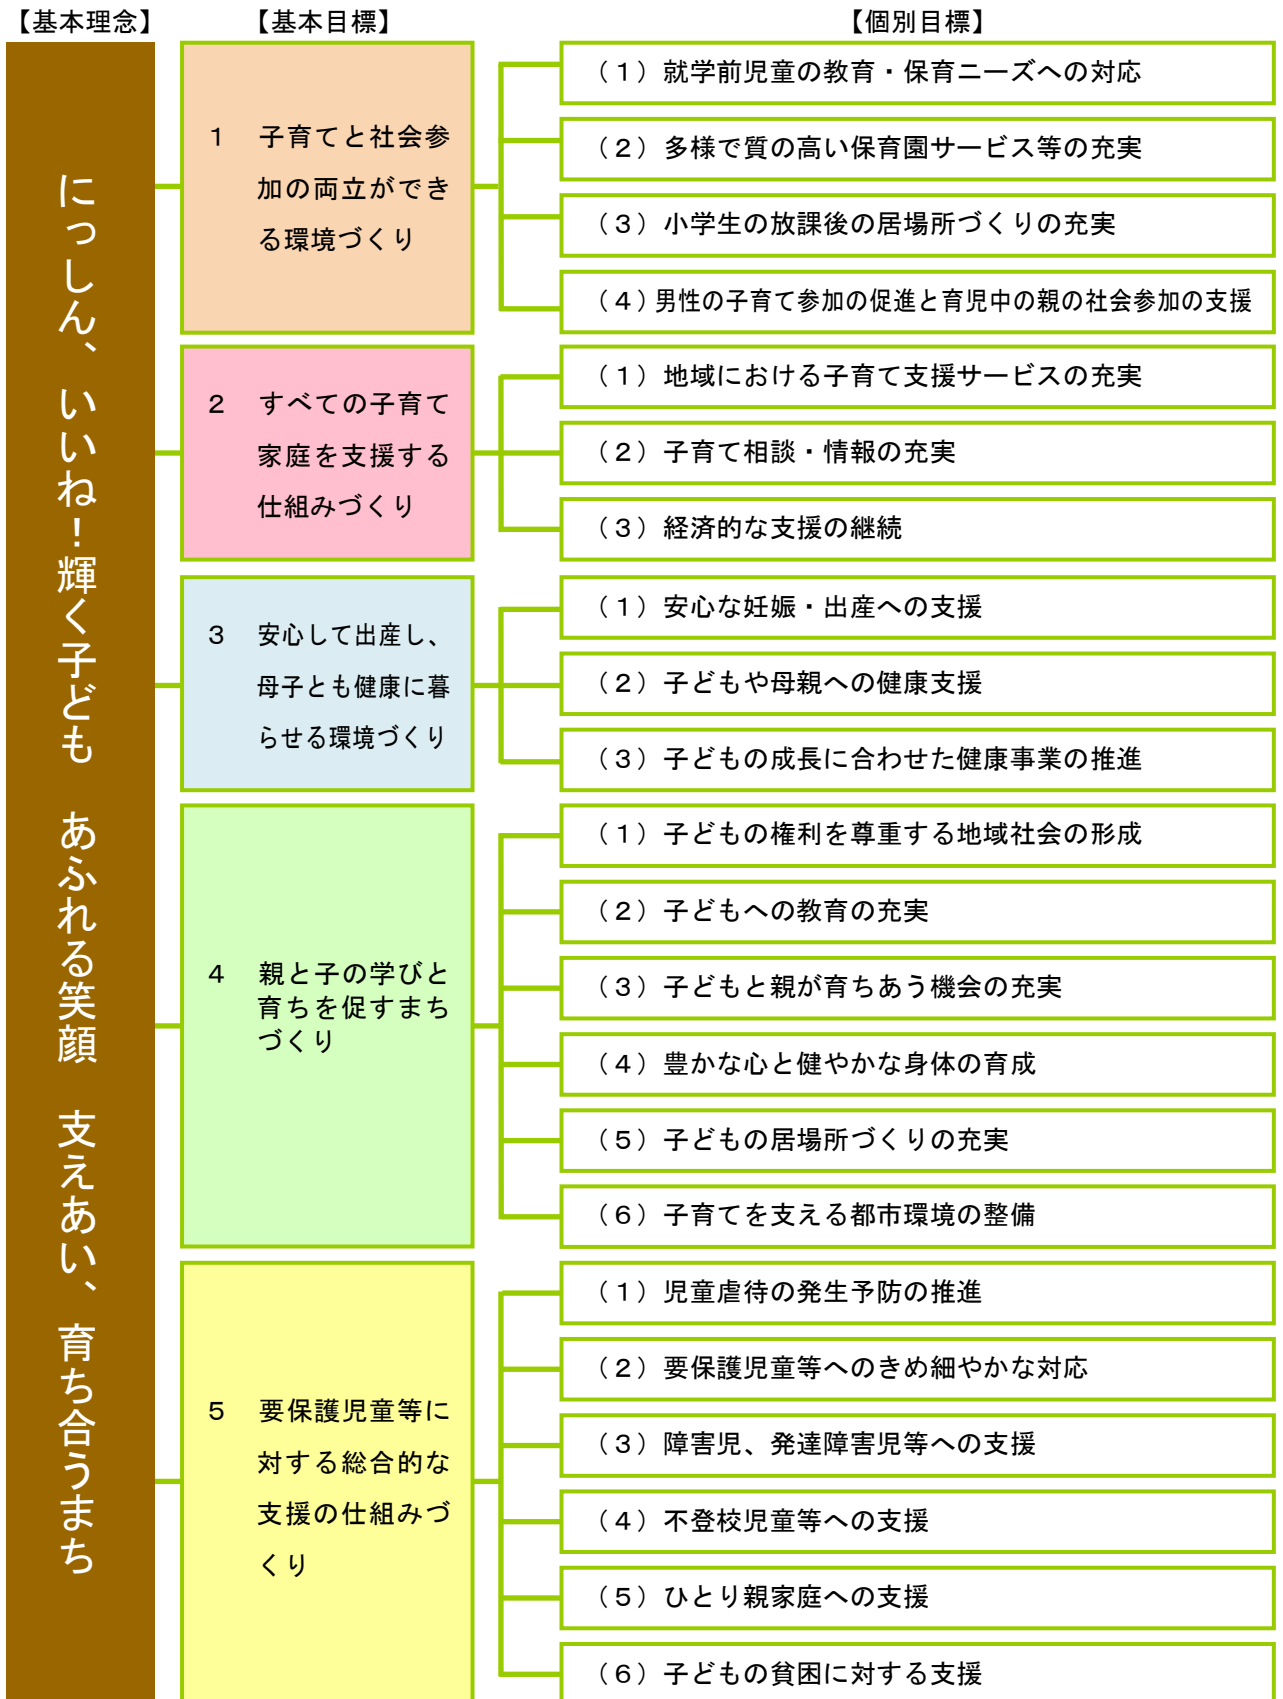 【基本理念】
【基本目標】
【個別目標】
にっしん、いいね！輝く子ども　あふれる笑顔　支えあい、育ち合うまち
１　子育てと社会参
加の両立ができ
る環境づくり
（１）就学前児童の教育・保育ニーズへの対応
（２）多様で質の高い保育園サービス等の充実
（３）小学生の放課後の居場所づくりの充実
（４）男性の子育て参加の促進と育児中の親の社会参加の支援
２　すべての子育て
家庭を支援する
仕組みづくり
（１）地域における子育て支援サービスの充実
（２）子育て相談・情報の充実
（３）経済的な支援の継続
３　安心して出産し、
母子とも健康に暮
らせる環境づくり
（１）安心な妊娠・出産への支援
（２）子どもや母親への健康支援
（３）子どもの成長に合わせた健康事業の推進
４　親と子の学びと
育ちを促すまち
づくり
（１）子どもの権利を尊重する地域社会の形成
（２）子どもへの教育の充実
（３）子どもと親が育ちあう機会の充実
（４）豊かな心と健やかな身体の育成
（５）子どもの居場所づくりの充実
（６）子育てを支える都市環境の整備
５　要保護児童等に
対する総合的な
支援の仕組みづ
くり
（１）児童虐待の発生予防の推進
（２）要保護児童等へのきめ細やかな対応
（３）障害児、発達障害児等への支援
（４）不登校児童等への支援
（５）ひとり親家庭への支援
（６）子どもの貧困に対する支援